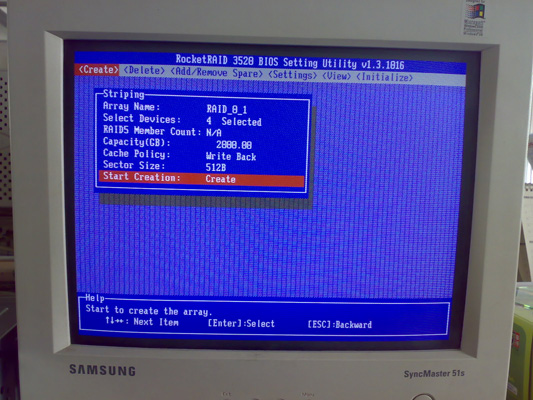 RocketRAID 3520 BIOS Setting Utility v1.3.1016
<Create> <Delete> <Add/Remove Spare> <Settings> <View> <Initialize>
Striping
Array Name: RAID_0_1
Select Devices: 4 Selected
RAID5 Member Count: N/A
Capacity(GB): 2000.00
Cache Policy: Write Back
Sector Size: 512B
Start Creation: Create
Help
Start to create the array.
↑↓←→: Next Item [Enter]:Select [ESC]:Backward
SAMSUNG
SyncMaster 51s